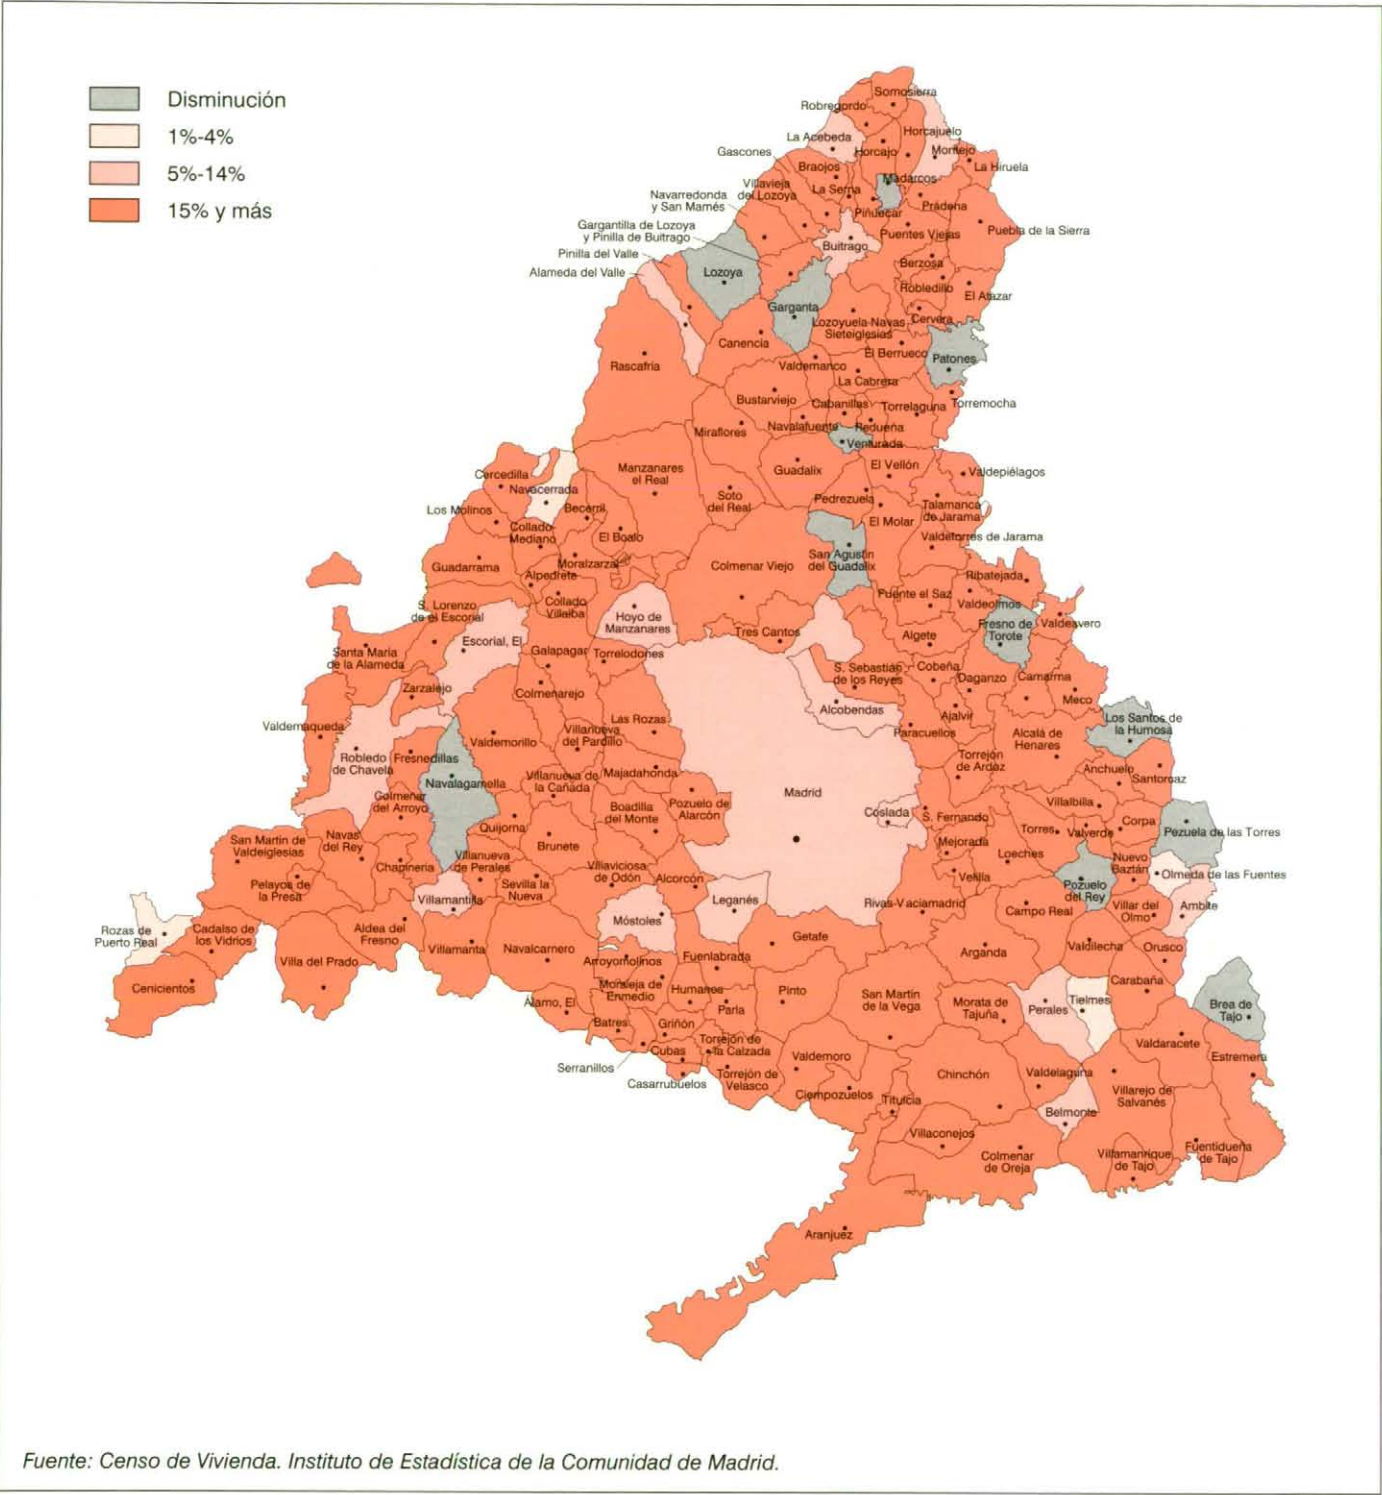 Disminución
1%-4%
5%-14%
15% y más
Somosierra
Robregordo
La Acebeda
Horcajuelo
Gascones
Horcajo
Montejo
La Hiruela
Braojos
Madarcos
Villavieja
del Lozoya
La Serna
Navarredonda
y San Mamés
Piñuecar
Prádena
Gargantilla de Lozoya
y Pinilla de Buitrago
Puentes Viejas
Puebla de la Sierra
Buitrago
Pinilla del Valle
Alameda del Valle
Lozoya
Berzosa
Robledillo
El Atazar
Garganta
Lozoyuela-Navas
Sieteiglesias
Cervera
Canencia
El Berrueco
Patones
Rascafría
Valdemanco
La Cabrera
Bustarviejo
Cabanillas
Torrelaguna
Torremocha
Miraflores
Navalafuente
Redueña
Venturada
Manzanares
el Real
Guadalix
El Vellón
Valdepiélagos
Cercedilla
Navacerrada
Soto
del Real
Pedrezuela
Talamanca
de Jarama
Los Molinos
Becerril
El Molar
Collado
Mediano
El Boalo
Valdetorres de Jarama
Guadarrama
Moralzarzal
Colmenar Viejo
San Agustín
del Guadalix
Alpedrete
Ribatejada
Collado
Villalba
Fuente el Saz
Valdeolmos
S. Lorenzo
de el Escorial
Hoyo de
Manzanares
Fresno de
Torote
Valdeavero
Escorial, El
Tres Cantos
Algete
Santa María
de la Alameda
Galapagar
Torrelodones
S. Sebastián
de los Reyes
Cobeña
Daganzo
Camarma
Zarzalejo
Colmenarejo
Meco
Alcobendas
Ajalvir
Valdemaqueda
Las Rozas
Paracuellos
Los Santos de
la Humosa
Villanueva
del Pardillo
Valdemorillo
Alcalá de
Henares
Robledo
de Chavela
Fresnedillas
Torrejón
de Ardoz
Anchuelo
Santorcaz
Navalagamella
Villanueva de
la Cañada
Majadahonda
Madrid
Colmenar
del Arroyo
Boadilla
del Monte
Pozuelo de
Alarcón
Coslada
Villalbilla
S. Fernando
Corpa
Quijorna
Torres
Valverde
Pezuela de las Torres
San Martín de
Valdeiglesias
Navas
del Rey
Brunete
Mejorada
Loeches
Chapinería
Villanueva
de Perales
Villaviciosa
de Odón
Alcorcón
Velilla
Nuevo
Baztán
Olmeda de las Fuentes
Pelayos de
la Presa
Sevilla la
Nueva
Pozuelo
del Rey
Villamantilla
Leganés
Rivas-Vaciamadrid
Campo Real
Villar del
Olmo
Ambite
Móstoles
Rozas de
Puerto Real
Cadalso de
los Vidrios
Aldea del
Fresno
Getafe
Villamanta
Navalcarnero
Arganda
Valdilecha
Orusco
Villa del Prado
Arroyomolinos
Fuenlabrada
Cenicientos
Moraleja de
Enmedio
Humanes
Pinto
Carabaña
Álamo, El
Parla
San Martín
de la Vega
Morata de
Tajuña
Perales
Tielmes
Brea de
Tajo
Batres
Griñón
Torrejón de
la Calzada
Valdaracete
Cubas
Valdemoro
Estremera
Serranillos
Casarrubuelos
Torrejón de
Velasco
Chinchón
Valdelaguna
Villarejo de
Salvanés
Ciempozuelos
Titulcia
Belmonte
Villaconejos
Colmenar
de Oreja
Villamanrique
de Tajo
Fuentidueña
de Tajo
Aranjuez
Fuente: Censo de Vivienda. Instituto de Estadística de la Comunidad de Madrid.